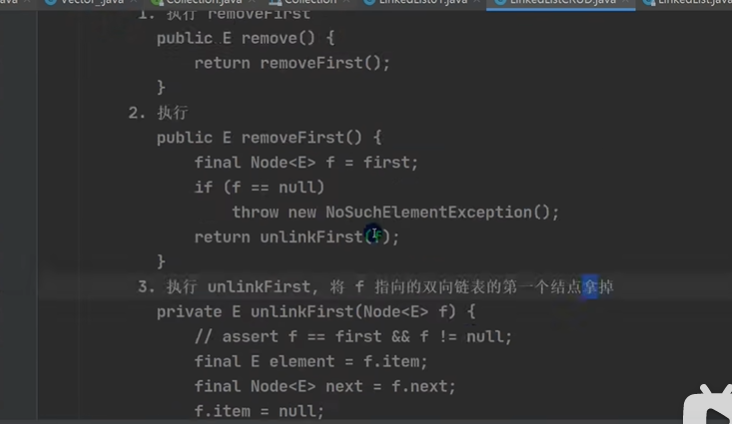 Vector_.java Collection.java Collection LinkedList01.java LinkedListCRUD.java LinkedList.java
1. 执行 removeFirst
public E remove() {
return removeFirst();
}
2. 执行
public E removeFirst() {
final Node<E> f = first;
if (f == null)
throw new NoSuchElementException();
return unlinkFirst(f);
}
3. 执行 unlinkFirst, 将 f 指向的双向链表的第一个结点拿掉
private E unlinkFirst(Node<E> f) {
// assert f == first && f != null;
final E element = f.item;
final Node<E> next = f.next;
f.item = null;